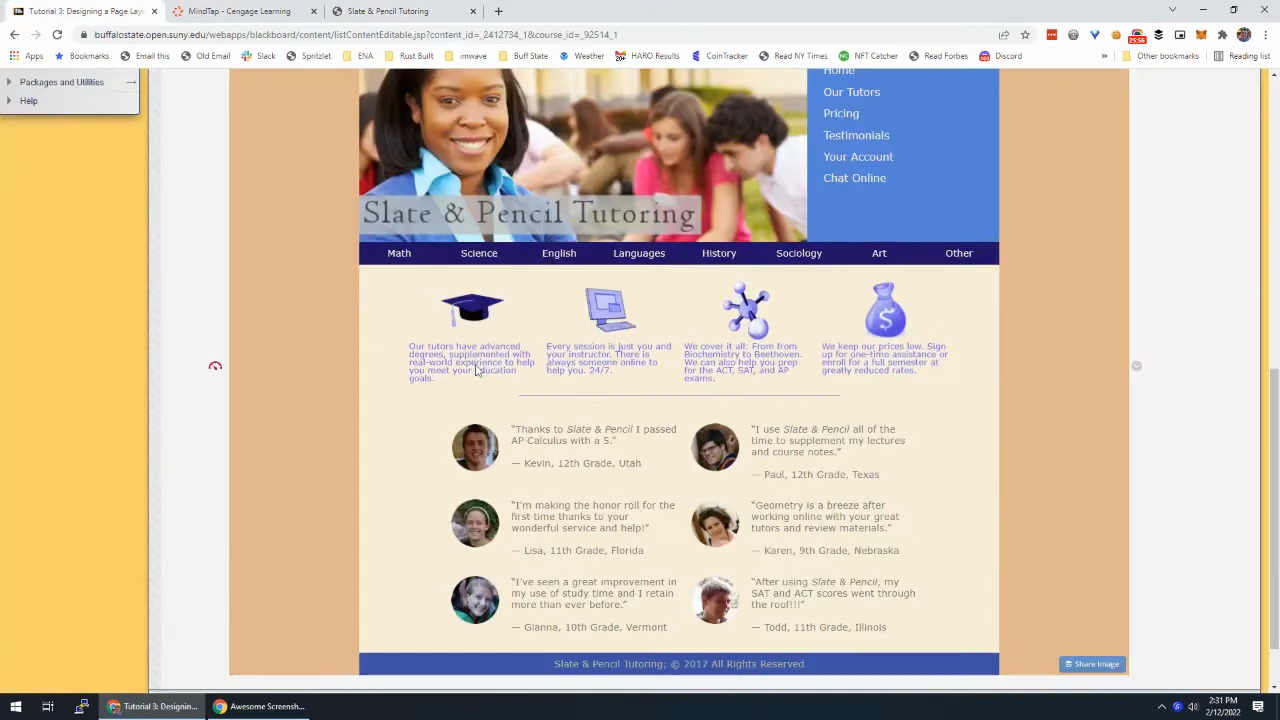 Tutorial 3: Designing a Page Lay
MindTap - Cengage Learning
Slate & Pencil Tutoring
buffalostate.open.suny.edu/webapps/blackboard/content/listContentEditable.jsp?content_id=_2412734_1&course_id=_92514_1
25:56
Apps
Bookmarks
Old Email
Slack
Spritzlet
ENA
Routt
imwave
Buff State
Weather
HARO Results
CoinTracker
Read NY Times
NFT Catcher
Read Forbes
Discord
»
Other bookmarks
Reading list
Packages and Utilities
Help
Home
Our Tutors
Pricing
Testimonials
Your Account
Chat Online
Slate & Pencil Tutoring
Math Science English Languages History Sociology Art Other
Our tutors have advanced
degrees, supplemented with
real-world experience to help
you meet your education
goals.
Every session is just you and
your instructor. There is
always someone online to
help you. 24/7.
We cover it all: From from
Biochemistry to Beethoven.
We can also help you prep
for the ACT, SAT, and AP
exams.
We keep our prices low. Sign
up for one-time assistance or
enroll for a full semester at
greatly reduced rates.
“Thanks to Slate & Pencil I passed
AP Calculus with a 5.”
— Kevin, 12th Grade, Utah
“I use Slate & Pencil all of the
time to supplement my lectures
and course notes.”
— Paul, 12th Grade, Texas
“I'm making the honor roll for the
first time thanks to your
wonderful service and help!”
— Lisa, 11th Grade, Florida
“Geometry is a breeze after
working online with your great
tutors and review materials.”
— Karen, 9th Grade, Nebraska
“I've seen a great improvement in
my use of study time and I retain
more than ever before.”
— Gianna, 10th Grade, Vermont
“After using Slate & Pencil, my
SAT and ACT scores went through
the roof!!!”
— Todd, 11th Grade, Illinois
Slate & Pencil Tutoring; © 2017 All Rights Reserved
Share Image
Tutorial 3: Designin...
Awesome Screensh...
2:31 PM
2/12/2022